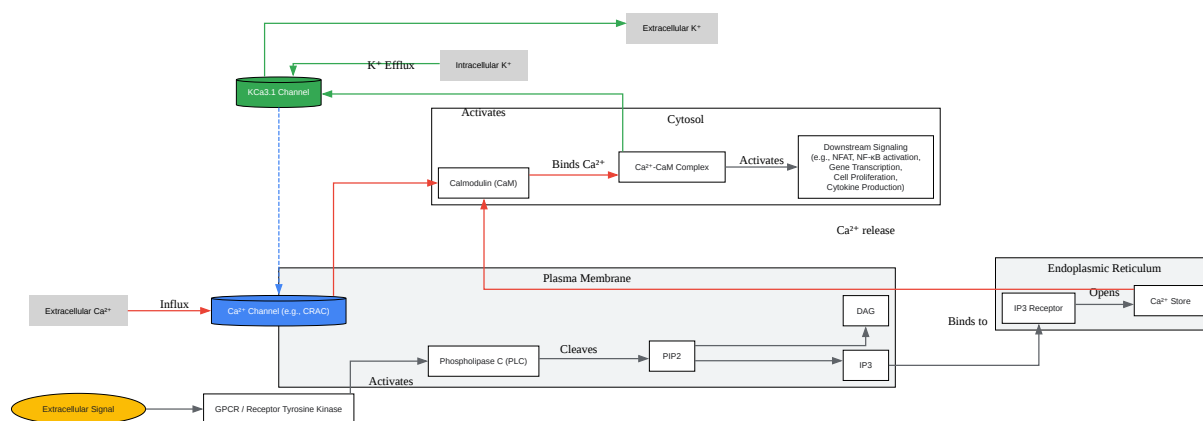 Extracellular K⁺
K⁺ Efflux
Intracellular K⁺
KCa3.1 Channel
Activates
Cytosol
Downstream Signaling
(e.g., NFAT, NF-κB activation,
Gene Transcription,
Cell Proliferation,
Cytokine Production)
Binds Ca²⁺
Ca²⁺-CaM Complex
Activates
Calmodulin (CaM)
Ca²⁺ release
Plasma Membrane
Endoplasmic Reticulum
Opens
Extracellular Ca²⁺
Influx
Ca²⁺ Channel (e.g., CRAC)
DAG
IP3 Receptor
Ca²⁺ Store
Binds to
Cleaves
Phospholipase C (PLC)
PIP2
IP3
Activates
Extracellular Signal
GPCR / Receptor Tyrosine Kinase